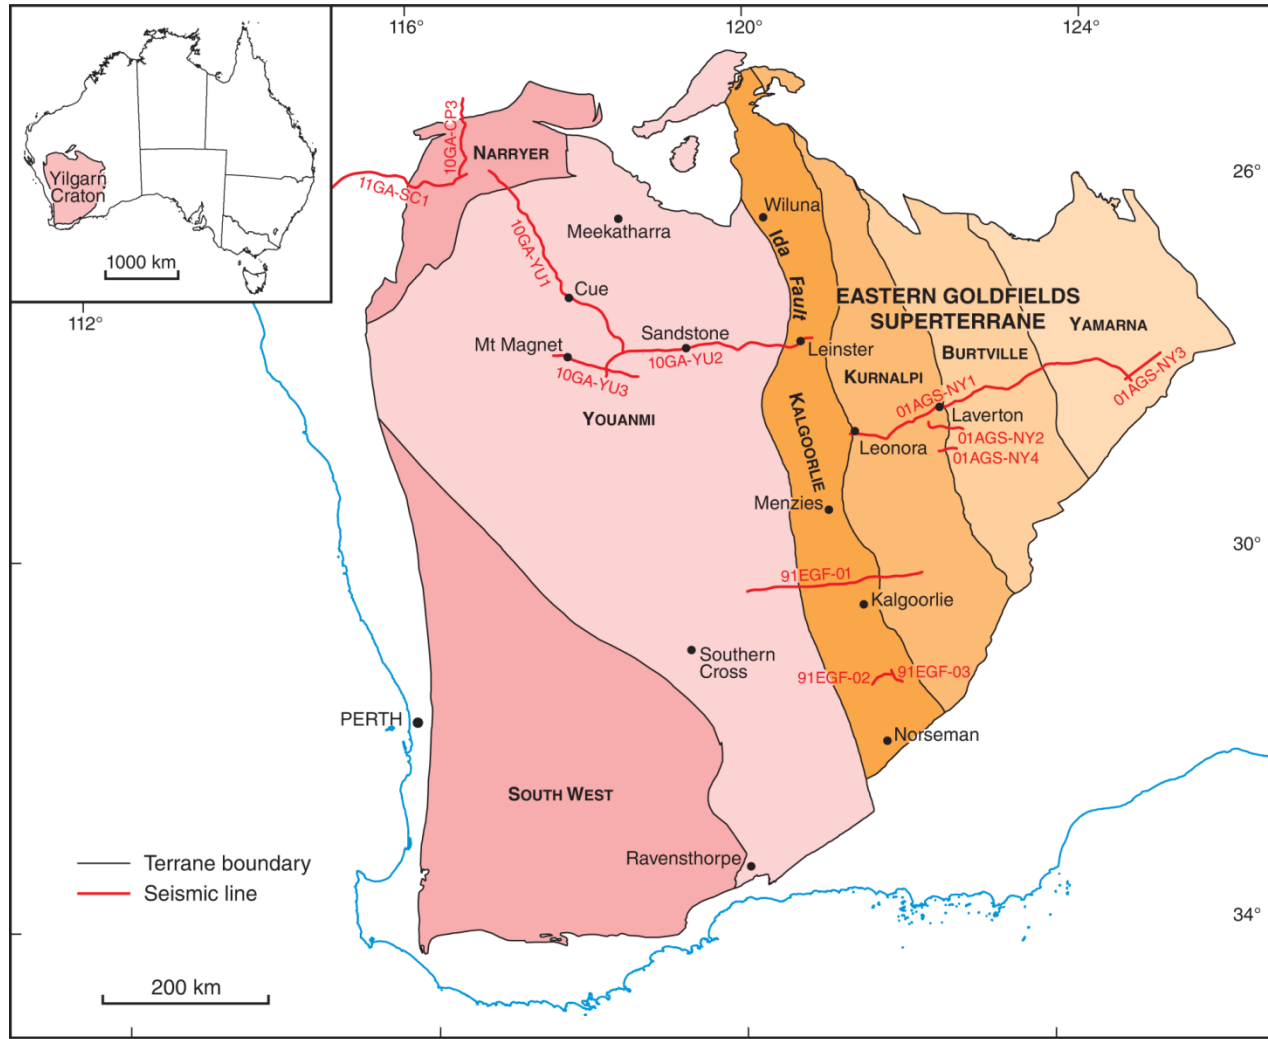 116°
120°
124°
Yilgarn
Craton
1000 km
112°
26°
30°
34°
10GA-CP3
NARRYER
11GA-SC1
10GA-YU1
Meekatharra
Cue
Wiluna
Ida Fault
EASTERN GOLDFIELDS
SUPERTERRANE
YAMARNA
Sandstone
Mt Magnet
10GA-YU2
Leinster
10GA-YU3
BURTVILLE
KURNALPI
01AGS-NY1
01AGS-NY3
YOUANMI
KALGOORLIE
Laverton
Leonora
01AGS-NY2
01AGS-NY4
Menzies
91EGF-01
Kalgoorlie
Southern
Cross
91EGF-02
91EGF-03
PERTH
Norseman
SOUTH WEST
Ravensthorpe
Terrane boundary
Seismic line
200 km